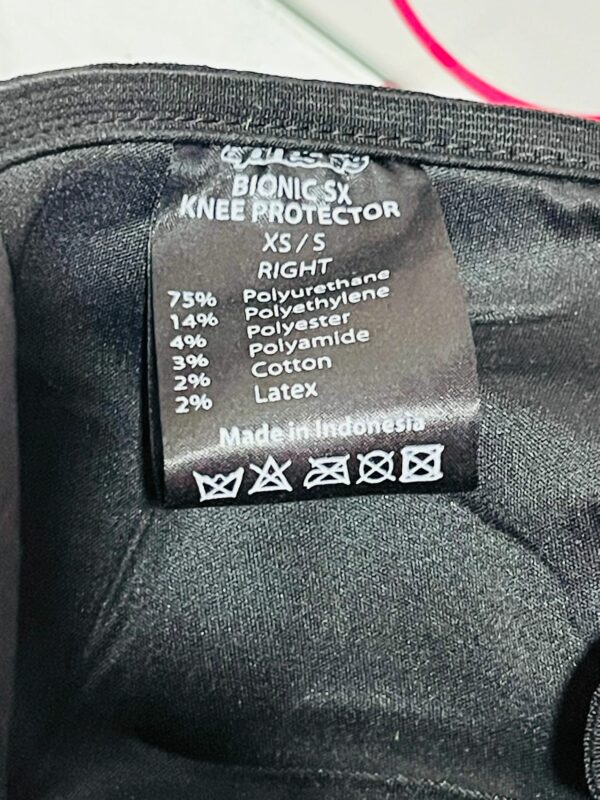 BIONIC SX
KNEE PROTECTOR
XS / S
RIGHT
75% Polyurethane
14% Polyethylene
4% Polyester
3% Polyamide
2% Cotton
2% Latex
Made in Indonesia